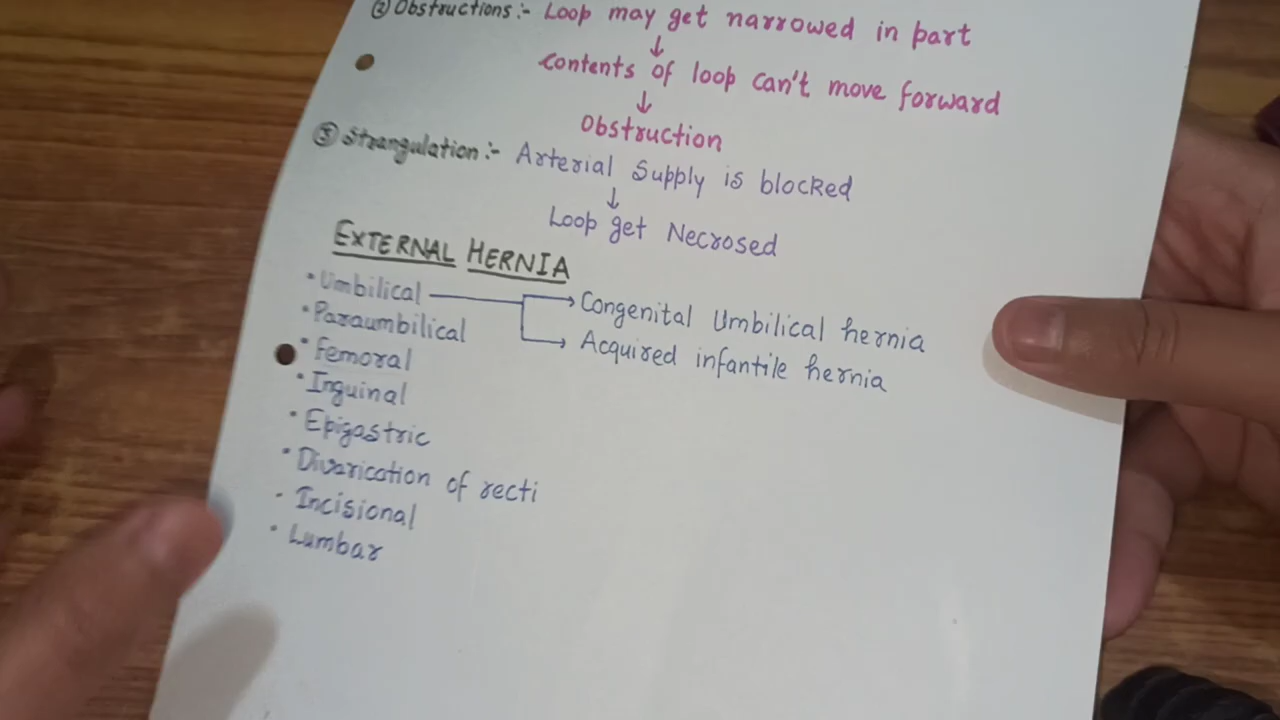 ② Obstructions:- Loop may get narrowed in part
↓
Contents of loop can't move forward
↓
Obstruction
③ Strangulation:- Arterial Supply is blocked
↓
Loop get Necrosed
EXTERNAL HERNIA
• Umbilical → Congenital Umbilical hernia
→ Acquired infantile hernia
• Paraumbilical
• Femoral
• Inguinal
• Epigastric
• Divarication of recti
• Incisional
• Lumbar